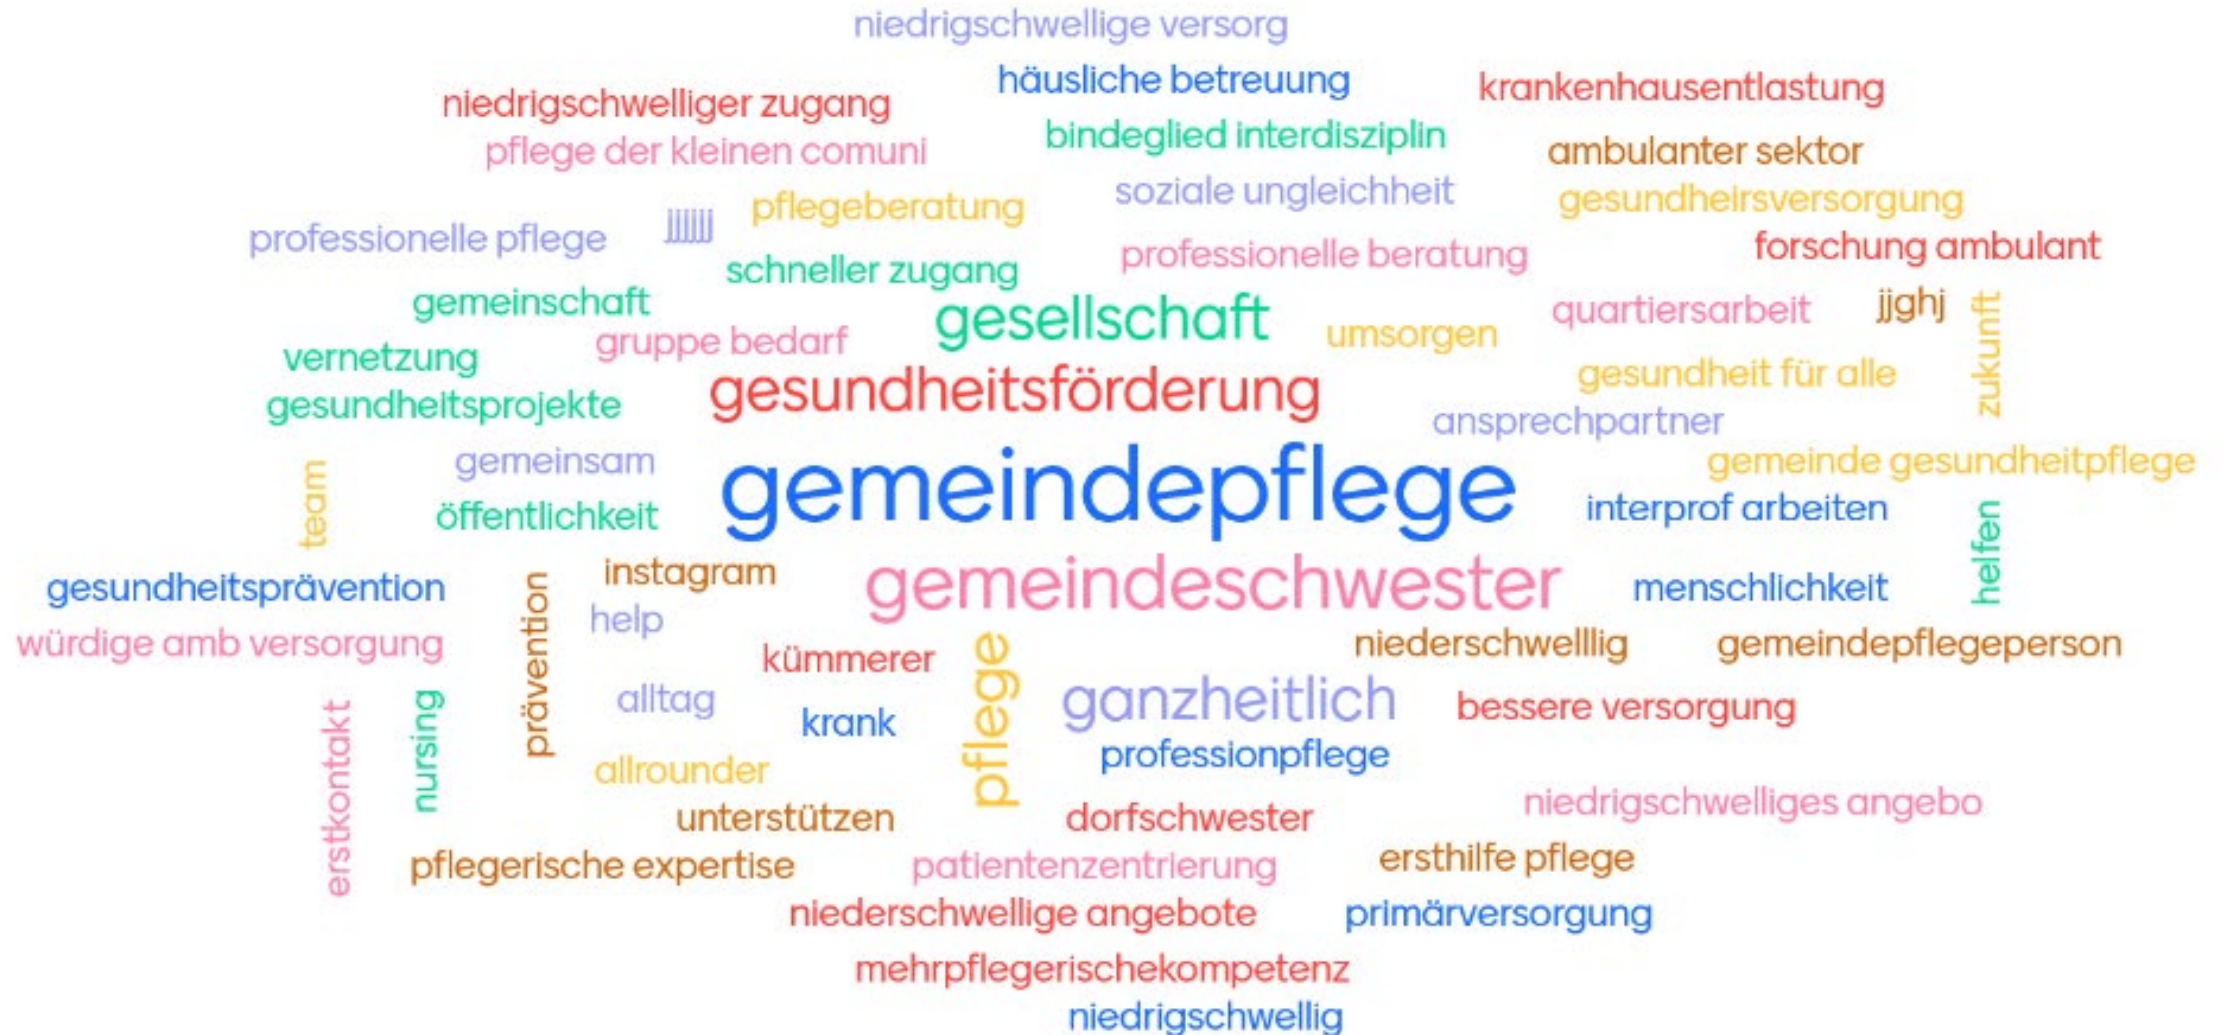 niedrigschwellige versorg
häusliche betreuung
krankenhausentlastung
niedrigschwelliger zugang
bindeglied interdisziplin
pflege der kleinen comuni
ambulanter sektor
soziale ungleichheit
gesundheirsversorgung
pflegeberatung
jjjjjj
professionelle pflege
forschung ambulant
professionelle beratung
schneller zugang
gemeinschaft
gesellschaft
quartiersarbeit
jjghj
zukunft
gruppe bedarf
umsorgen
vernetzung
gesundheit für alle
gesundheitsförderung
gesundheitsprojekte
ansprechpartner
gemeinsam
gemeinde gesundheitpflege
team
gemeindepflege
interprof arbeiten
öffentlichkeit
helfen
instagram
gemeindeschwester
menschlichkeit
gesundheitsprävention
prävention
help
würdige amb versorgung
niederschwelllig
gemeindepflegeperson
kümmerer
pflege
alltag
ganzheitlich
bessere versorgung
erstkontakt
nursing
krank
professionpflege
allrounder
niedrigschwelliges angebo
unterstützen
dorfschwester
pflegerische expertise
patientenzentrierung
ersthilfe pflege
niederschwellige angebote
primärversorgung
mehrpflegerischekompetenz
niedrigschwellig